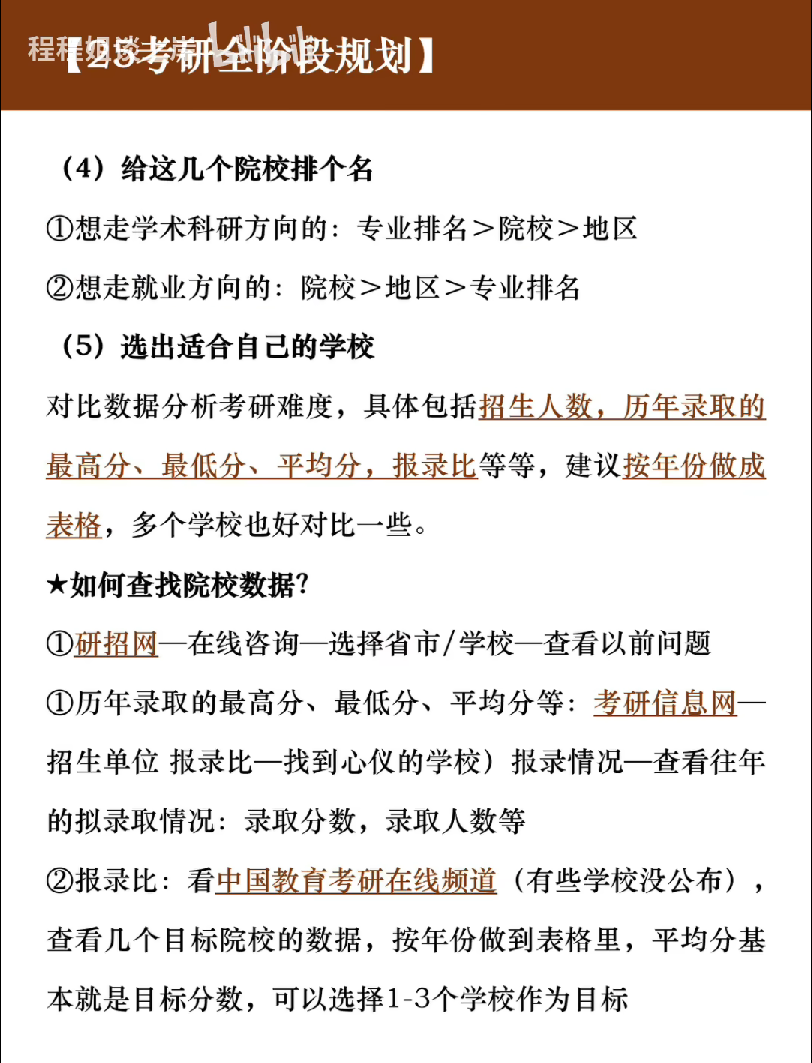 【25考研全阶段规划】
（4）给这几个院校排个名
①想走学术科研方向的：专业排名＞院校＞地区
②想走就业方向的：院校＞地区＞专业排名
（5）选出适合自己的学校
对比数据分析考研难度，具体包括招生人数，历年录取的
最高分、最低分、平均分，报录比等等，建议按年份做成
表格，多个学校也好对比一些。
★如何查找院校数据？
①研招网—在线咨询—选择省市/学校—查看以前问题
①历年录取的最高分、最低分、平均分等：考研信息网—
招生单位 报录比—找到心仪的学校）报录情况—查看往年
的拟录取情况：录取分数，录取人数等
②报录比：看中国教育考研在线频道（有些学校没公布），
查看几个目标院校的数据，按年份做到表格里，平均分基
本就是目标分数，可以选择1-3个学校作为目标